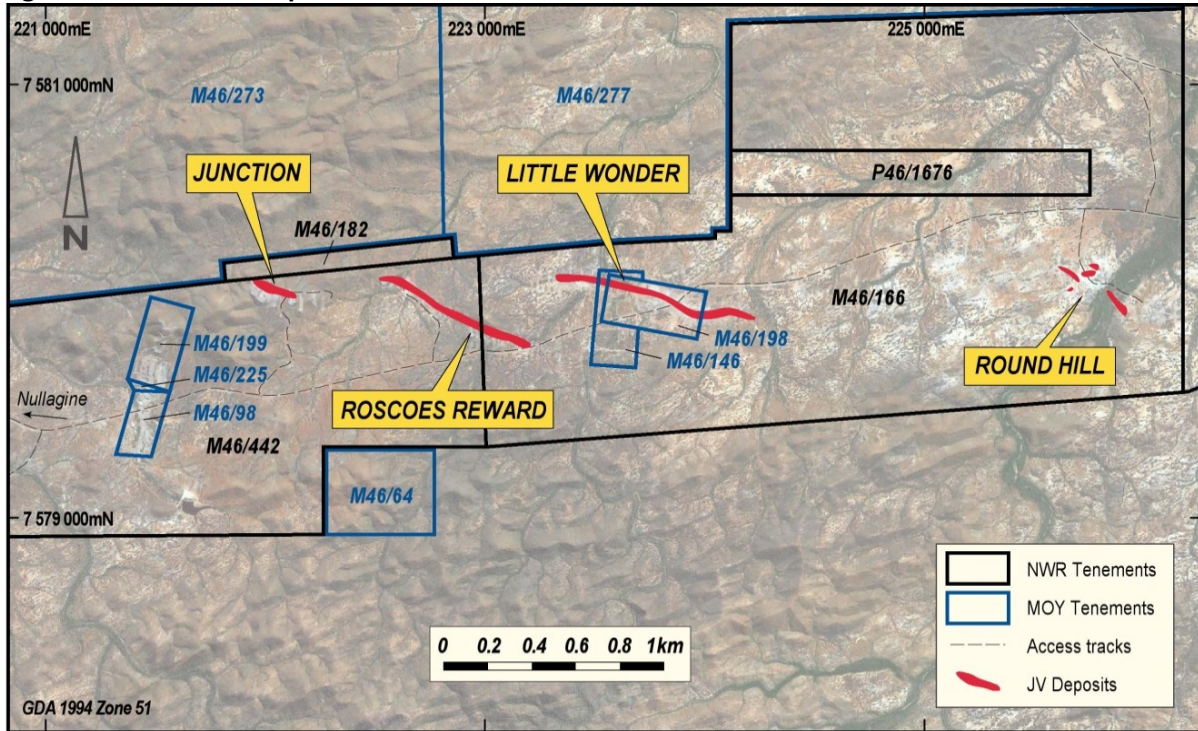 221 000mE
223 000mE
225 000mE
7 581 000mN
M46/273
M46/277
JUNCTION
LITTLE WONDER
P46/1676
N
M46/182
M46/166
M46/199
M46/198
M46/225
M46/146
ROUND HILL
Nullagine
M46/98
ROSCOES REWARD
M46/442
M46/64
7 579 000mN
NWR Tenements
MOY Tenements
0 0.2 0.4 0.6 0.8 1km
Access tracks
JV Deposits
GDA 1994 Zone 51